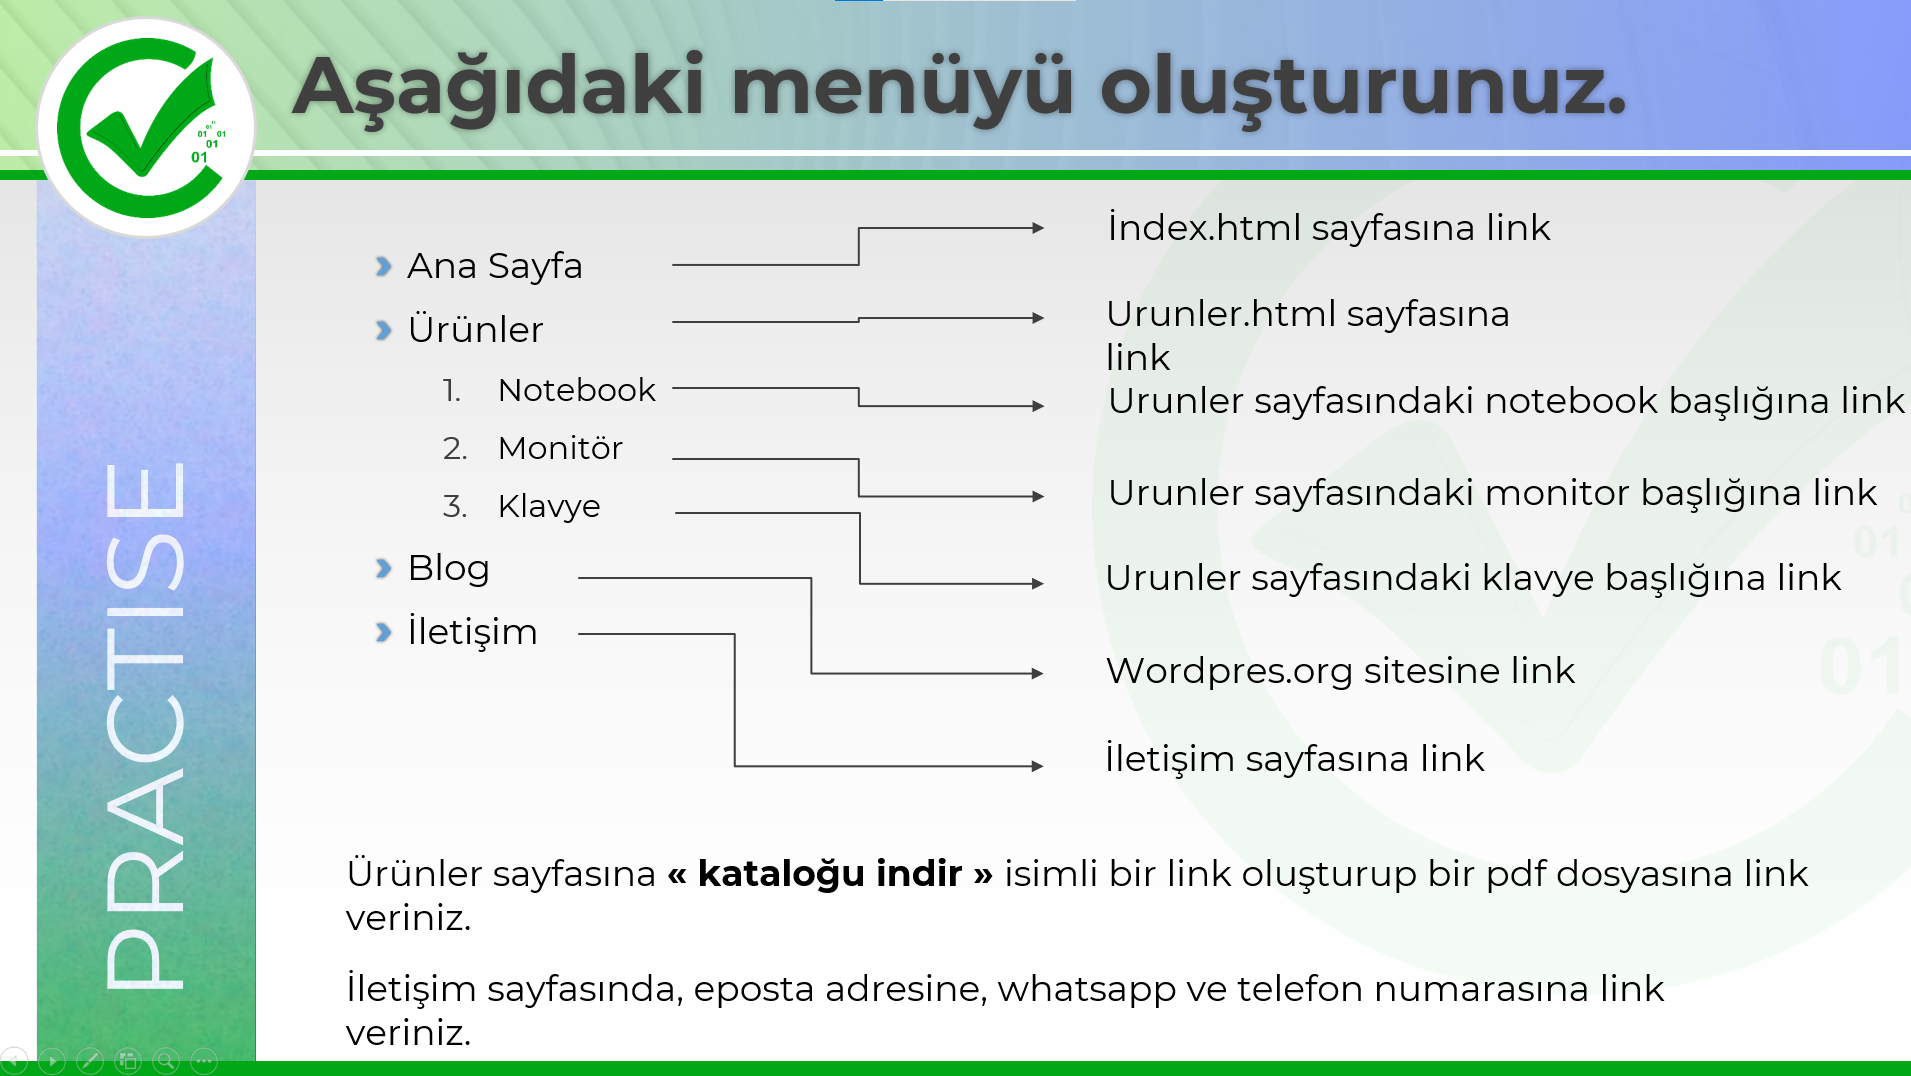 Aşağıdaki menüyü oluşturunuz.
PRACTISE
Ana Sayfa
Ürünler
1. Notebook
2. Monitör
3. Klavye
Blog
İletişim
İndex.html sayfasına link
Urunler.html sayfasına
link
Urunler sayfasındaki notebook başlığına link
Urunler sayfasındaki monitor başlığına link
Urunler sayfasındaki klavye başlığına link
Wordpres.org sitesine link
İletişim sayfasına link
Ürünler sayfasına « kataloğu indir » isimli bir link oluşturup bir pdf dosyasına link
veriniz.
İletişim sayfasında, eposta adresine, whatsapp ve telefon numarasına link
veriniz.
01
01
01
01
01
01
01